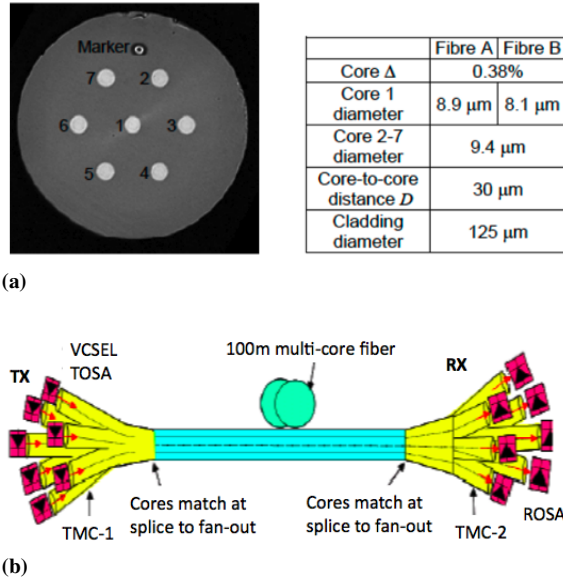 Marker
7 2
6 1 3
5 4
Fibre A Fibre B
Core Δ 0.38%
Core 1 diameter 8.9 µm 8.1 µm
Core 2-7 diameter 9.4 µm
Core-to-core distance D 30 µm
Cladding diameter 125 µm
(a)
TX
VCSEL
TOSA
100m multi-core fiber
RX
Cores match at
splice to fan-out
Cores match at
splice to fan-out
TMC-1
TMC-2
ROSA
(b)